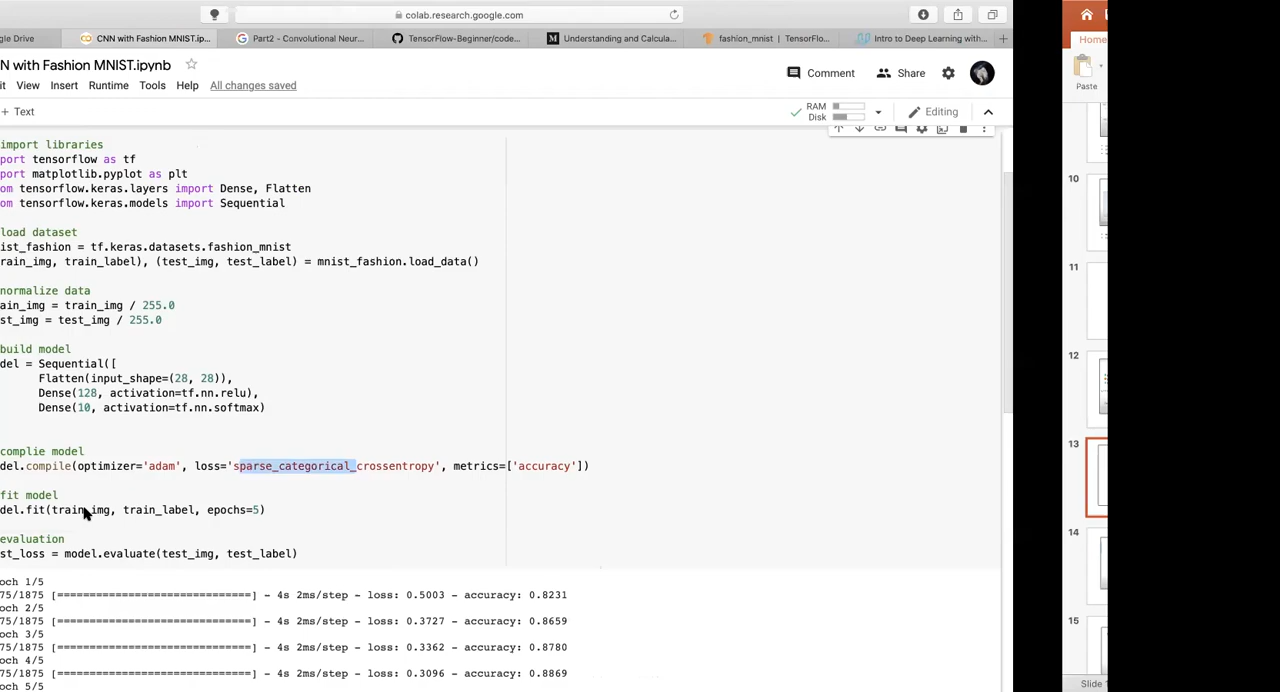 colab.research.google.com
gle Drive
CNN with Fashion MNIST.ip...
Part2 - Convolutional Neur...
TensorFlow-Beginner/code...
Understanding and Calcula...
fashion_mnist | TensorFlo...
Intro to Deep Learning with...
N with Fashion MNIST.ipynb
it View Insert Runtime Tools Help All changes saved
Comment Share
+ Text
RAM
Disk
Editing
import libraries
port tensorflow as tf
port matplotlib.pyplot as plt
om tensorflow.keras.layers import Dense, Flatten
om tensorflow.keras.models import Sequential
load dataset
ist_fashion = tf.keras.datasets.fashion_mnist
rain_img, train_label), (test_img, test_label) = mnist_fashion.load_data()
normalize data
ain_img = train_img / 255.0
st_img = test_img / 255.0
build model
del = Sequential([
Flatten(input_shape=(28, 28)),
Dense(128, activation=tf.nn.relu),
Dense(10, activation=tf.nn.softmax)
complie model
del.compile(optimizer='adam', loss='sparse_categorical_crossentropy', metrics=['accuracy'])
fit model
del.fit(train_img, train_label, epochs=5)
evaluation
st_loss = model.evaluate(test_img, test_label)
och 1/5
75/1875 [==============================] - 4s 2ms/step - loss: 0.5003 - accuracy: 0.8231
och 2/5
75/1875 [==============================] - 4s 2ms/step - loss: 0.3727 - accuracy: 0.8659
och 3/5
75/1875 [==============================] - 4s 2ms/step - loss: 0.3362 - accuracy: 0.8780
och 4/5
75/1875 [==============================] - 4s 2ms/step - loss: 0.3096 - accuracy: 0.8869
och 5/5
Home
Paste
10
11
12
13
14
15
Slide